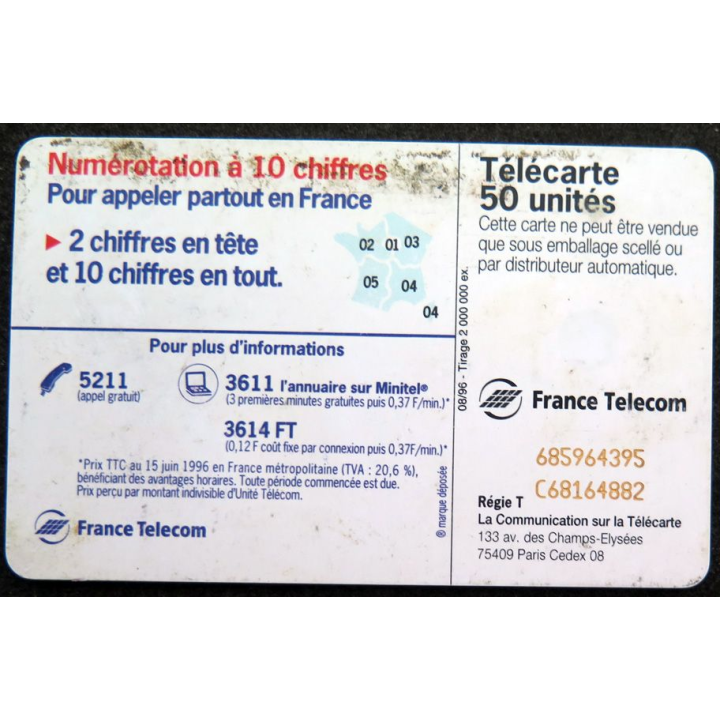 Numérotation à 10 chiffres
Pour appeler partout en France
2 chiffres en tête
et 10 chiffres en tout.
02 01 03
05 04
04
Pour plus d'informations
5211
(appel gratuit)
3611 l'annuaire sur Minitel®
(3 premières minutes gratuites puis 0,37 F/min.)*
3614 FT
(0,12 F coût fixe par connexion puis 0,37F/min.)*
*Prix TTC au 15 juin 1996 en France métropolitaine (TVA : 20,6 %),
bénéficiant des avantages horaires. Toute période commencée est due.
Prix perçu par montant indivisible d'Unité Télécom.
France Telecom
® marque déposée
08/96 - Tirage 2 000 000 ex.
Télécarte
50 unités
Cette carte ne peut être vendue
que sous emballage scellé ou
par distributeur automatique.
France Telecom
685964395
C68164882
Régie T
La Communication sur la Télécarte
133 av. des Champs-Elysées
75409 Paris Cedex 08